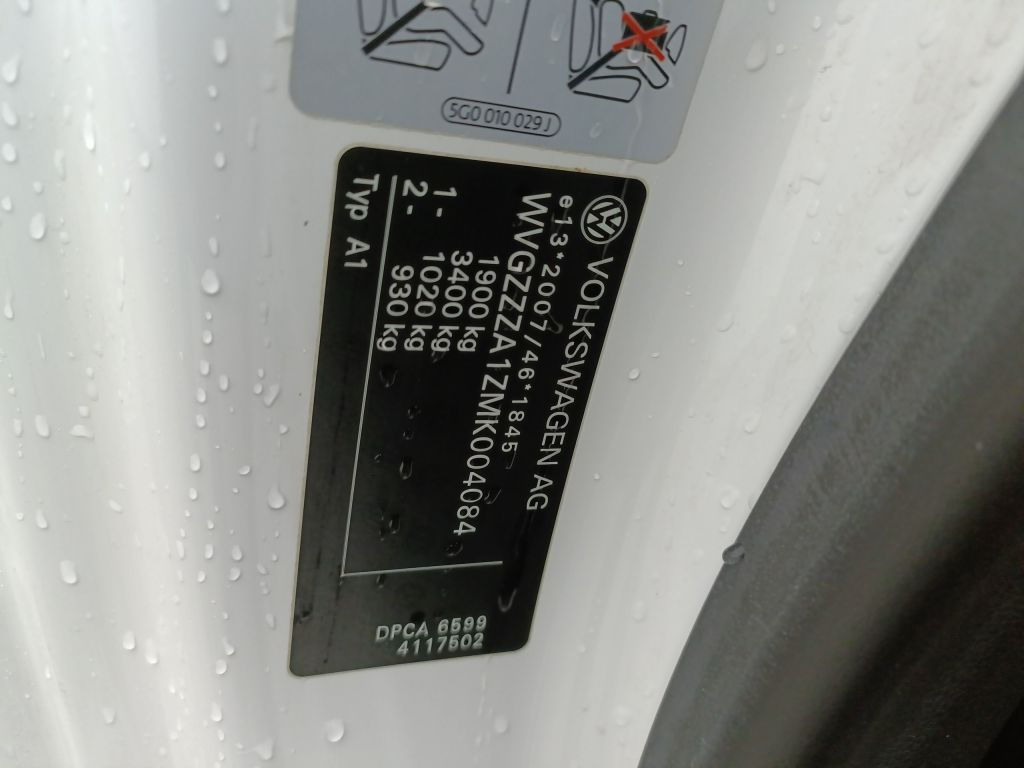 5G0 010 029 J
VOLKSWAGEN AG
e13*2007/46*1845
WVGZZZA1ZMK004084
1900 kg
3400 kg
1 - 1020 kg
2 - 930 kg
Typ A1
DPCA 6599
4117502